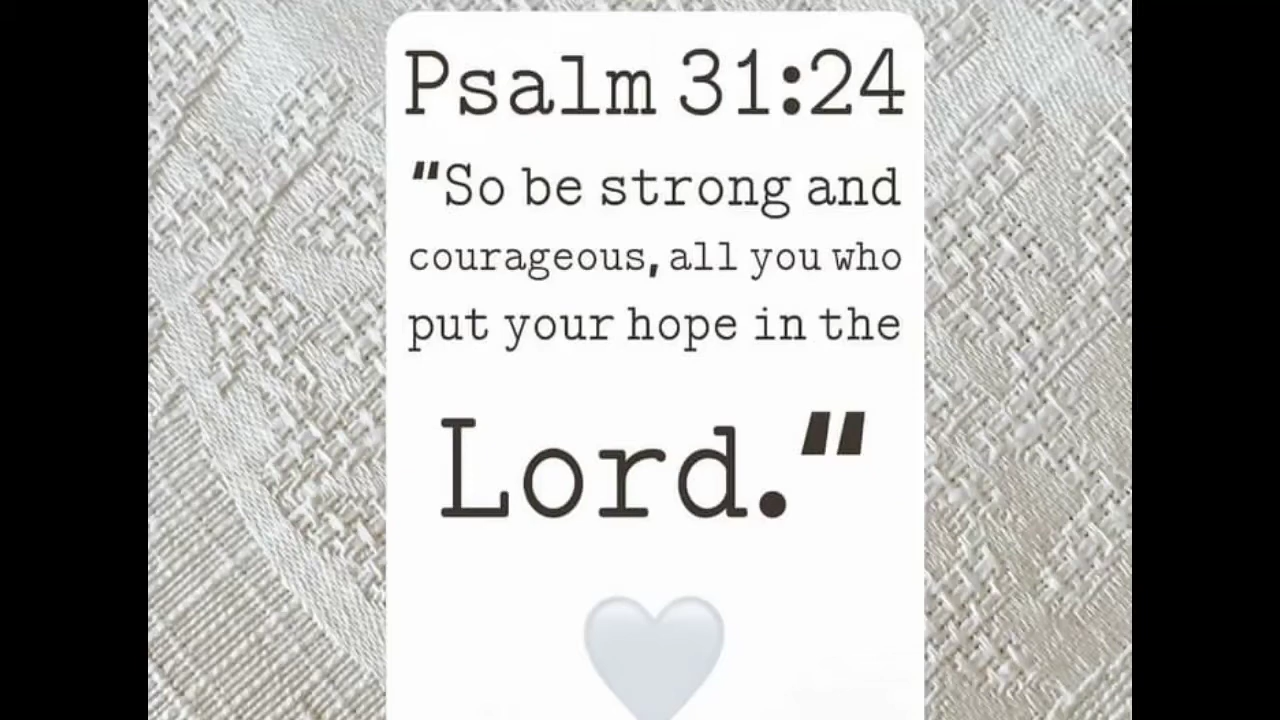 Psalm 31:24
"So be strong and
courageous, all you who
put your hope in the
Lord."